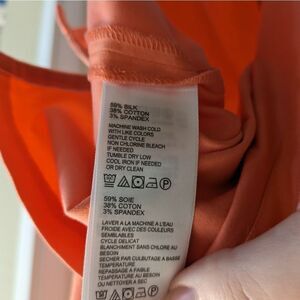 59% SILK
38% COTTON
3% SPANDEX
MACHINE WASH COLD
WITH LIKE COLORS
GENTLE CYCLE
NON CHLORINE BLEACH
IF NEEDED
TUMBLE DRY LOW
COOL IRON IF NEEDED
OR DRY CLEAN
59% SOIE
38% COTON
3% SPANDEX
LAVER A LA MACHINE A L'EAU
FROIDE AVEC DES COULEURS
SEMBLABLES
CYCLE DELICAT
BLANCHIMENT SANS CHLORE AU
BESOIN
SECHER PAR CULBUTAGE A BASSE
TEMPERATURE
REPASSAGE A FAIBLE
TEMPERATURE AU BESOIN
OU NETTOYER A SEC